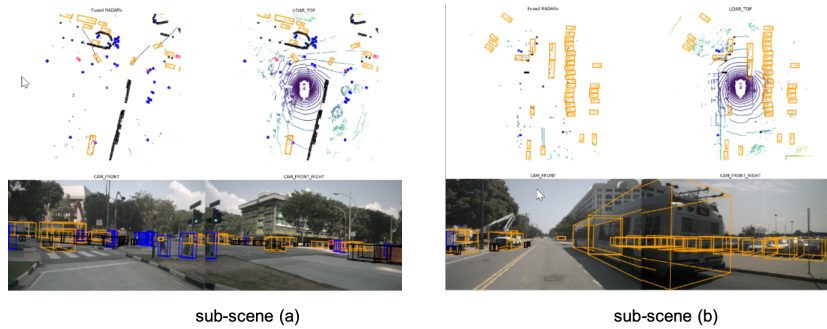 Fused RADARs
LIDAR_TOP
Fused RADARs
LIDAR_TOP
CAM_FRONT
CAM_FRONT_RIGHT
CAM_FRONT
CAM_FRONT_RIGHT
sub-scene (a)
sub-scene (b)